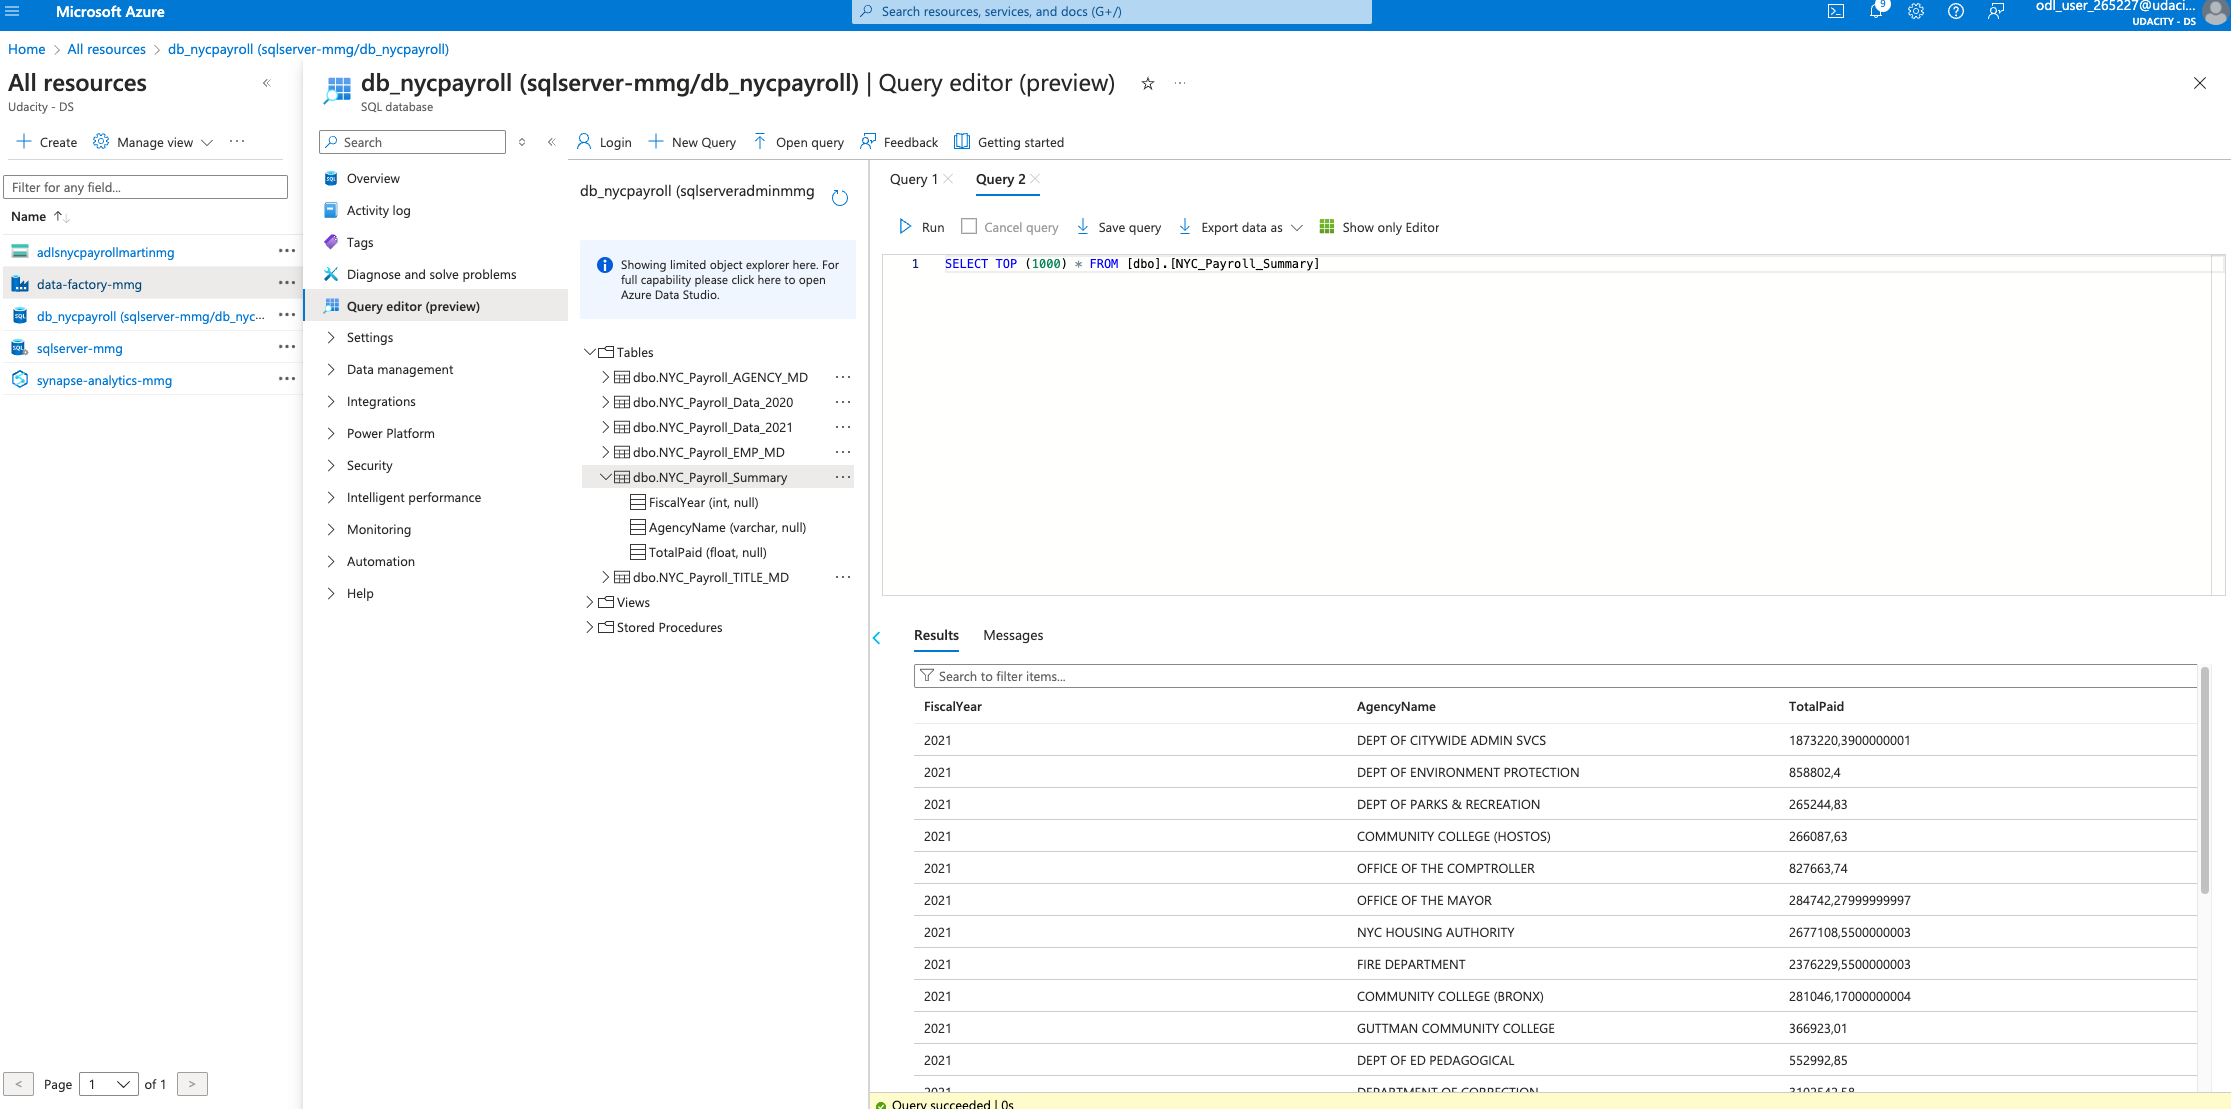 Microsoft Azure
Search resources, services, and docs (G+/)
9
odl_user_265227@udaci...
UDACITY - DS
Home > All resources > db_nycpayroll (sqlserver-mmg/db_nycpayroll)
All resources
Udacity - DS
Create
Manage view
Filter for any field...
Name
adlsnycpayrollmartinmg
data-factory-mmg
db_nycpayroll (sqlserver-mmg/db_nyc...
sqlserver-mmg
synapse-analytics-mmg
< Page 1 of 1 >
db_nycpayroll (sqlserver-mmg/db_nycpayroll) | Query editor (preview)
SQL database
Search
Login
New Query
Open query
Feedback
Getting started
Overview
Activity log
Tags
Diagnose and solve problems
Query editor (preview)
Settings
Data management
Integrations
Power Platform
Security
Intelligent performance
Monitoring
Automation
Help
db_nycpayroll (sqlserveradminmmg
Showing limited object explorer here. For
full capability please click here to open
Azure Data Studio.
Tables
dbo.NYC_Payroll_AGENCY_MD
dbo.NYC_Payroll_Data_2020
dbo.NYC_Payroll_Data_2021
dbo.NYC_Payroll_EMP_MD
dbo.NYC_Payroll_Summary
FiscalYear (int, null)
AgencyName (varchar, null)
TotalPaid (float, null)
dbo.NYC_Payroll_TITLE_MD
Views
Stored Procedures
Query 1
Query 2
Run
Cancel query
Save query
Export data as
Show only Editor
1 SELECT TOP (1000) * FROM [dbo].[NYC_Payroll_Summary]
Results
Messages
Search to filter items...
FiscalYear AgencyName TotalPaid
2021 DEPT OF CITYWIDE ADMIN SVCS 1873220,3900000001
2021 DEPT OF ENVIRONMENT PROTECTION 858802,4
2021 DEPT OF PARKS & RECREATION 265244,83
2021 COMMUNITY COLLEGE (HOSTOS) 266087,63
2021 OFFICE OF THE COMPTROLLER 827663,74
2021 OFFICE OF THE MAYOR 284742,27999999997
2021 NYC HOUSING AUTHORITY 2677108,5500000003
2021 FIRE DEPARTMENT 2376229,5500000003
2021 COMMUNITY COLLEGE (BRONX) 281046,17000000004
2021 GUTTMAN COMMUNITY COLLEGE 366923,01
2021 DEPT OF ED PEDAGOGICAL 552992,85
2021 DEPARTMENT OF CORRECTION
Query succeeded | 0s